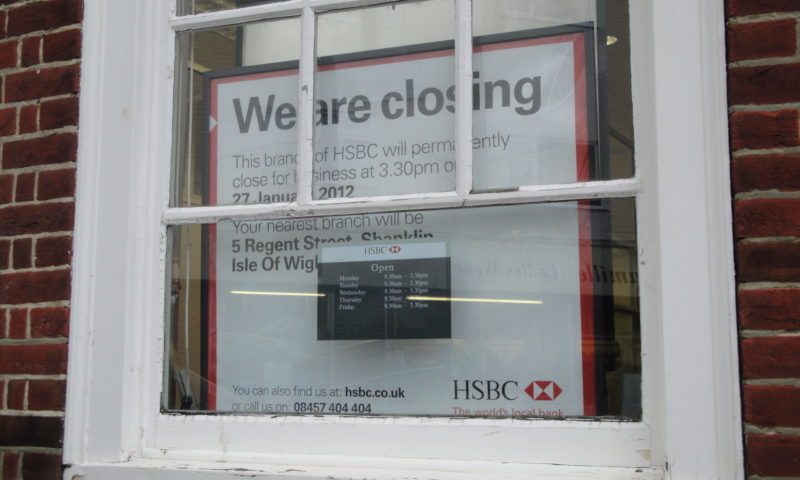 We are closing
This branch of HSBC will permanently
close for business at 3.30pm on
27 January 2012
Your nearest branch will be
5 Regent Street, Shanklin
Isle Of Wigh
HSBC
Open
Monday 9.30am - 3.30pm
Tuesday 9.30am - 3.30pm
Wednesday 9.30am - 3.30pm
Thursday 9.30am - 3.30pm
Friday 9.30am - 3.30pm
Ladies Wear
You can also find us at: hsbc.co.uk
or call us on: 08457 404 404
HSBC
The world's local bank